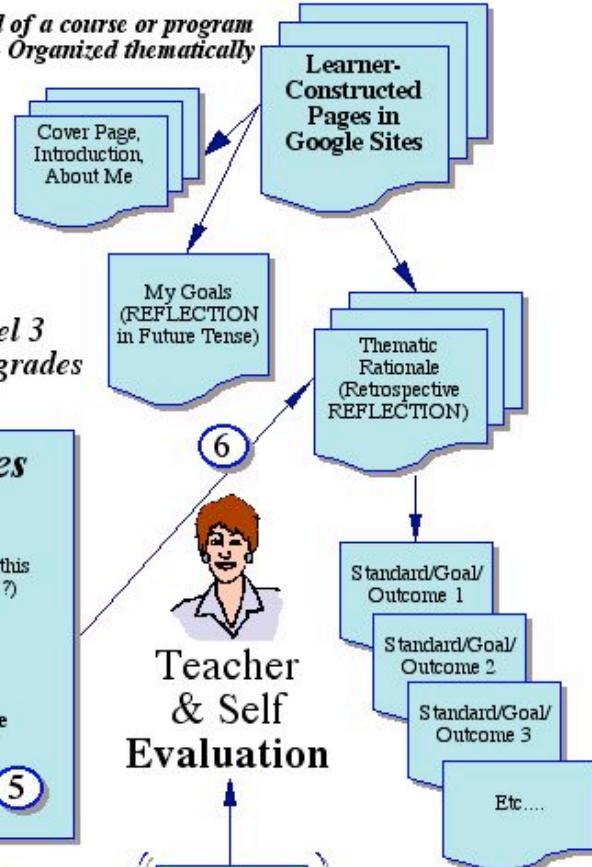 of a course or program
Organized thematically
Learner-
Constructed
Pages in
Google Sites
Cover Page,
Introduction,
About Me
My Goals
(REFLECTION
in Future Tense)
el 3
grades
Thematic
Rationale
(Retrospective
REFLECTION)
6
es
this
?)
e
5
Teacher
& Self
Evaluation
Standard/Goal/
Outcome 1
Standard/Goal/
Outcome 2
Standard/Goal/
Outcome 3
Etc....